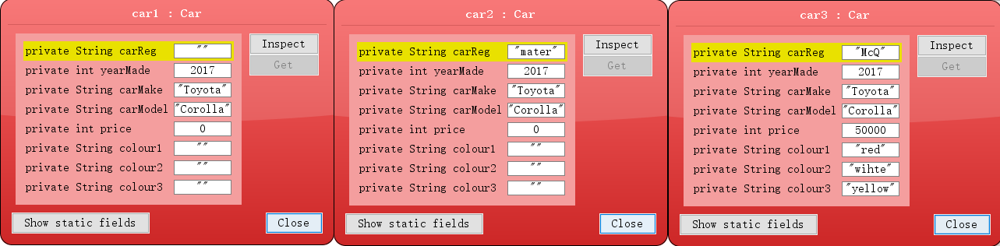 car1 : Car
private String carReg ""
Inspect
private int yearMade 2017
Get
private String carMake "Toyota"
private String carModel "Corolla"
private int price 0
private String colour1 ""
private String colour2 ""
private String colour3 ""
Show static fields
Close
car2 : Car
private String carReg "mater"
Inspect
private int yearMade 2017
Get
private String carMake "Toyota"
private String carModel "Corolla"
private int price 0
private String colour1 ""
private String colour2 ""
private String colour3 ""
Show static fields
Close
car3 : Car
private String carReg "McQ"
Inspect
private int yearMade 2017
Get
private String carMake "Toyota"
private String carModel "Corolla"
private int price 50000
private String colour1 "red"
private String colour2 "wihte"
private String colour3 "yellow"
Show static fields
Close